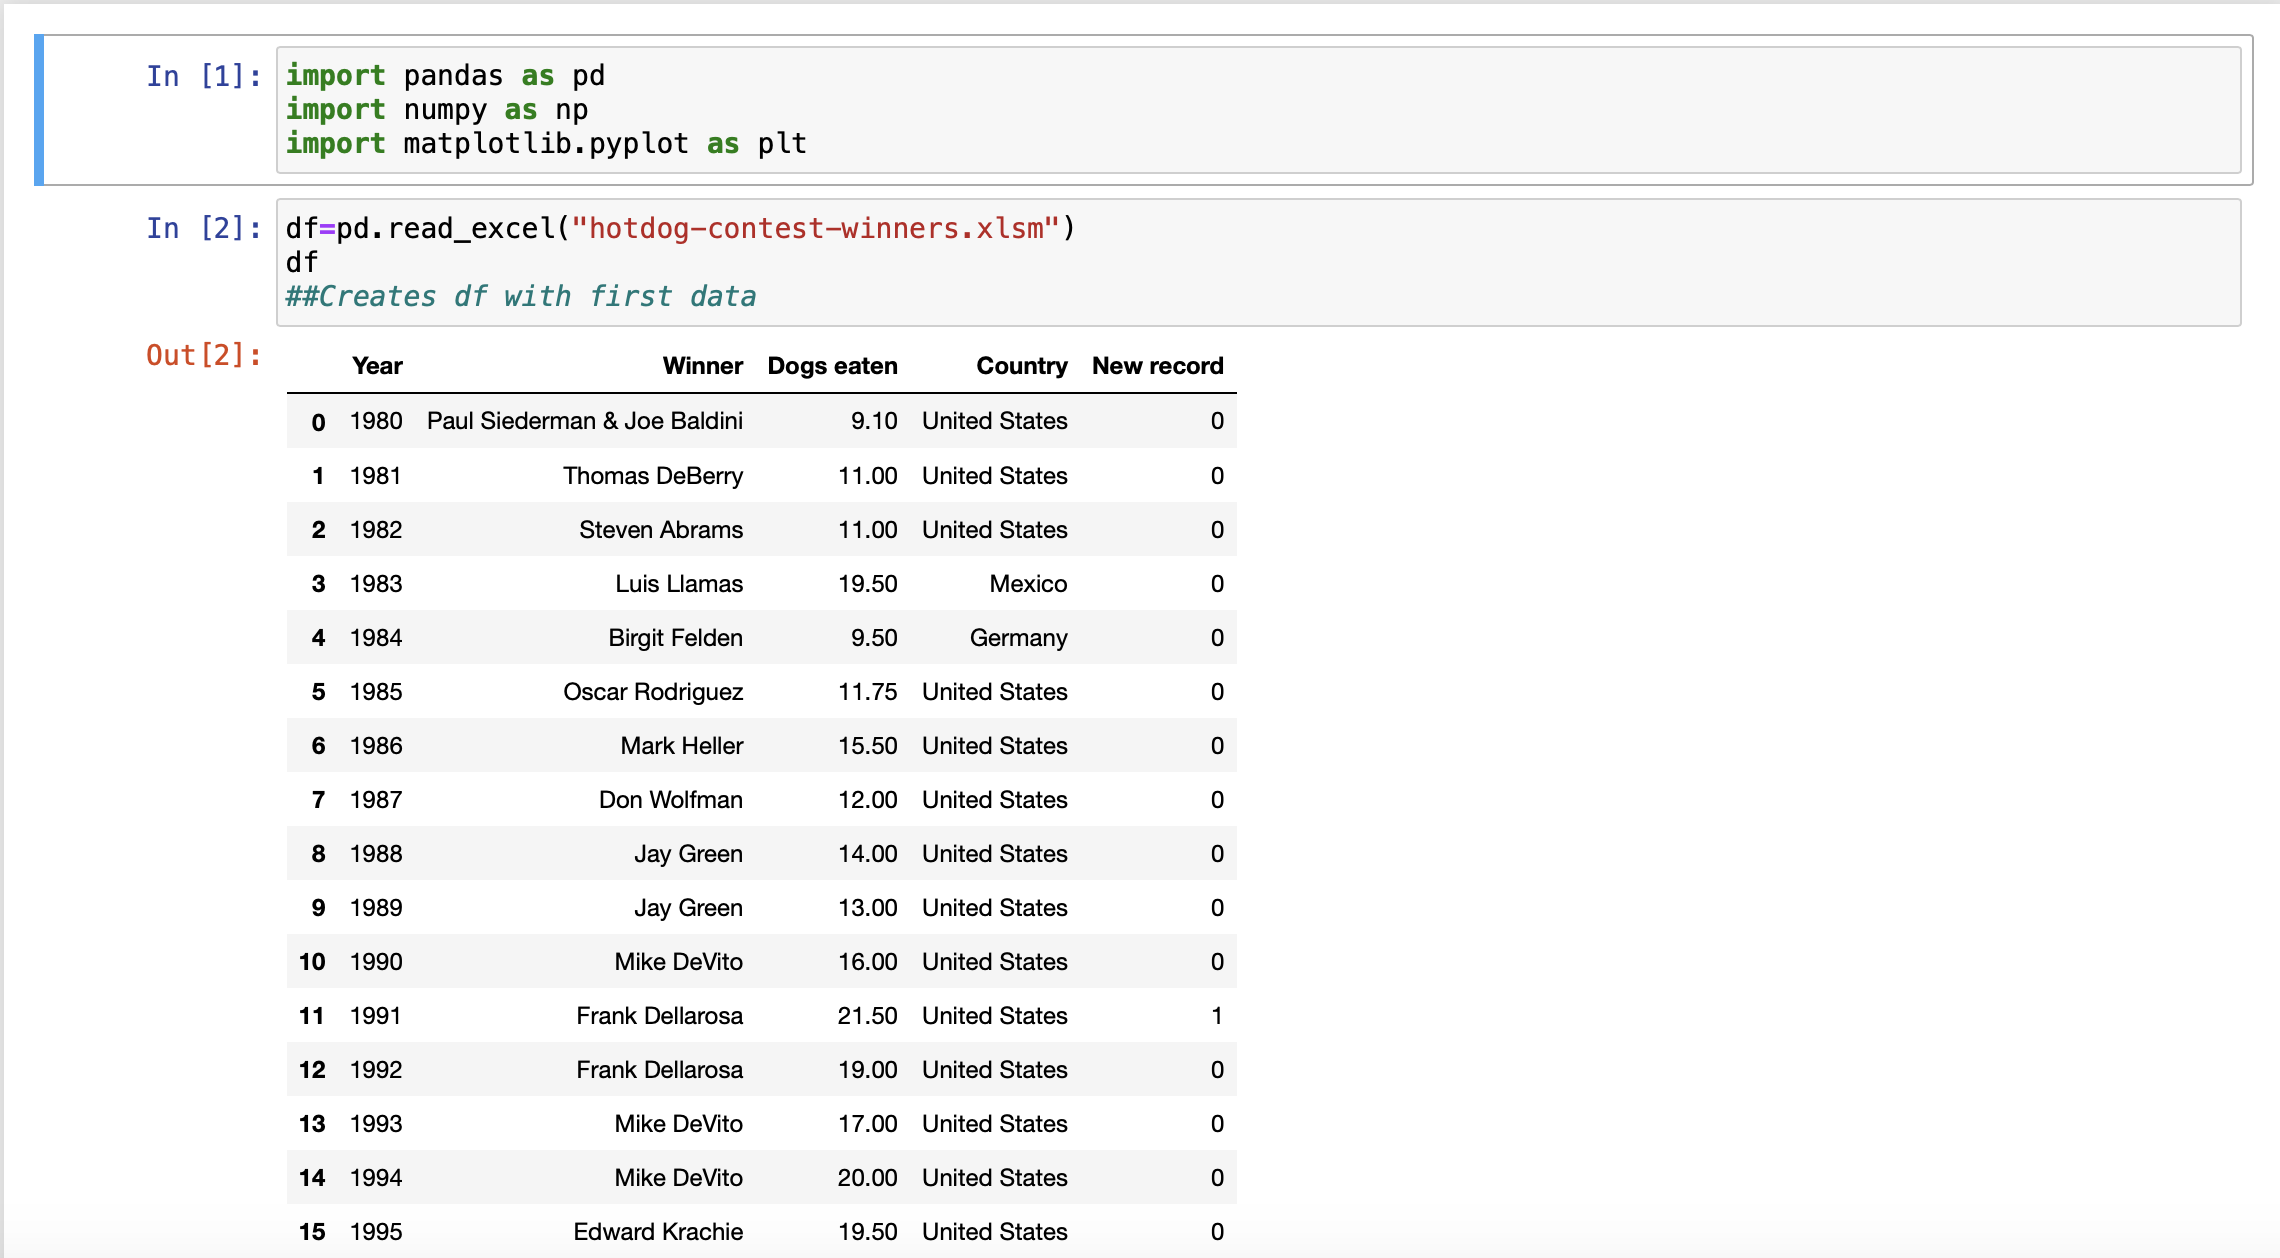 In [1]: import pandas as pd
import numpy as np
import matplotlib.pyplot as plt
In [2]: df=pd.read_excel("hotdog-contest-winners.xlsm")
df
##Creates df with first data
Out[2]:
Year Winner Dogs eaten Country New record
0 1980 Paul Siederman & Joe Baldini 9.10 United States 0
1 1981 Thomas DeBerry 11.00 United States 0
2 1982 Steven Abrams 11.00 United States 0
3 1983 Luis Llamas 19.50 Mexico 0
4 1984 Birgit Felden 9.50 Germany 0
5 1985 Oscar Rodriguez 11.75 United States 0
6 1986 Mark Heller 15.50 United States 0
7 1987 Don Wolfman 12.00 United States 0
8 1988 Jay Green 14.00 United States 0
9 1989 Jay Green 13.00 United States 0
10 1990 Mike DeVito 16.00 United States 0
11 1991 Frank Dellarosa 21.50 United States 1
12 1992 Frank Dellarosa 19.00 United States 0
13 1993 Mike DeVito 17.00 United States 0
14 1994 Mike DeVito 20.00 United States 0
15 1995 Edward Krachie 19.50 United States 0